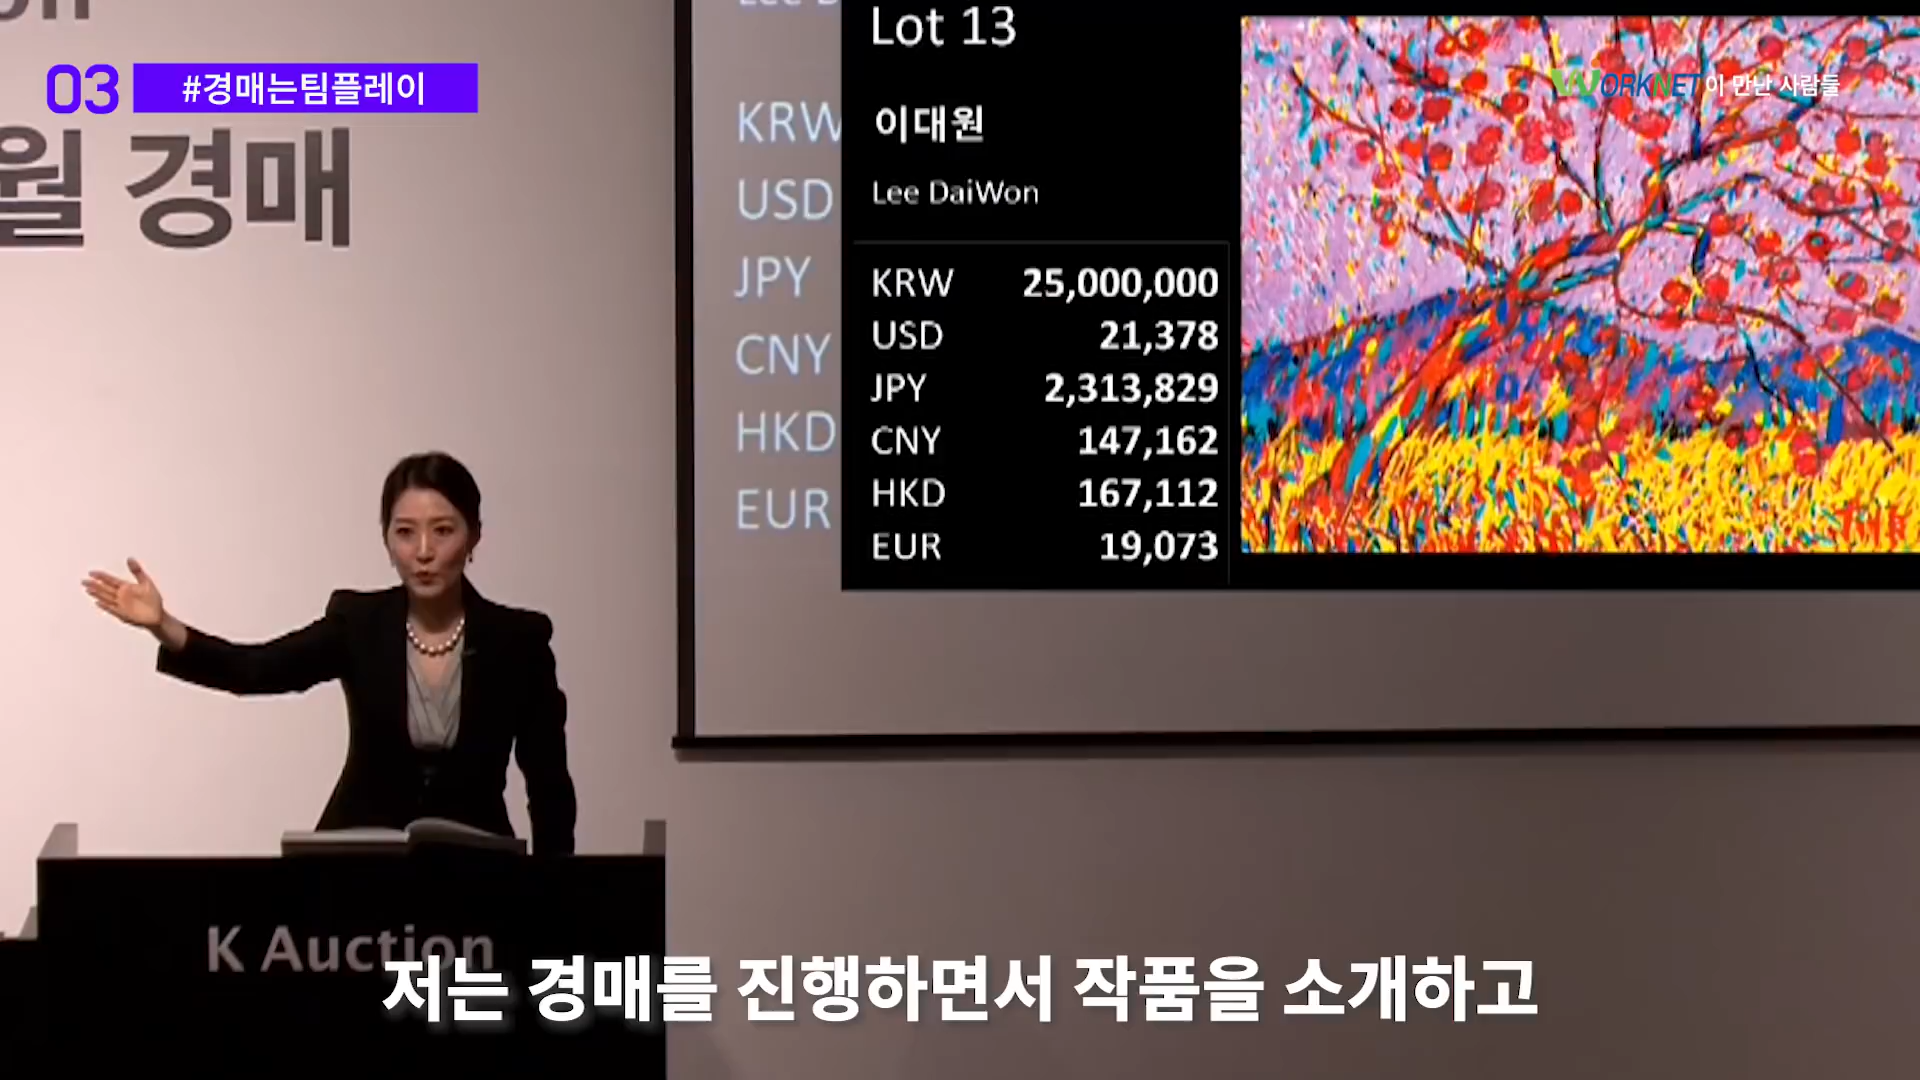 03 #경매는팀플레이
WORKNET이 만난 사람들
월 경매
Lot 13
이대원
Lee DaiWon
KRW 25,000,000
USD 21,378
JPY 2,313,829
CNY 147,162
HKD 167,112
EUR 19,073
KRW
USD
JPY
CNY
HKD
EUR
K Auction
저는 경매를 진행하면서 작품을 소개하고